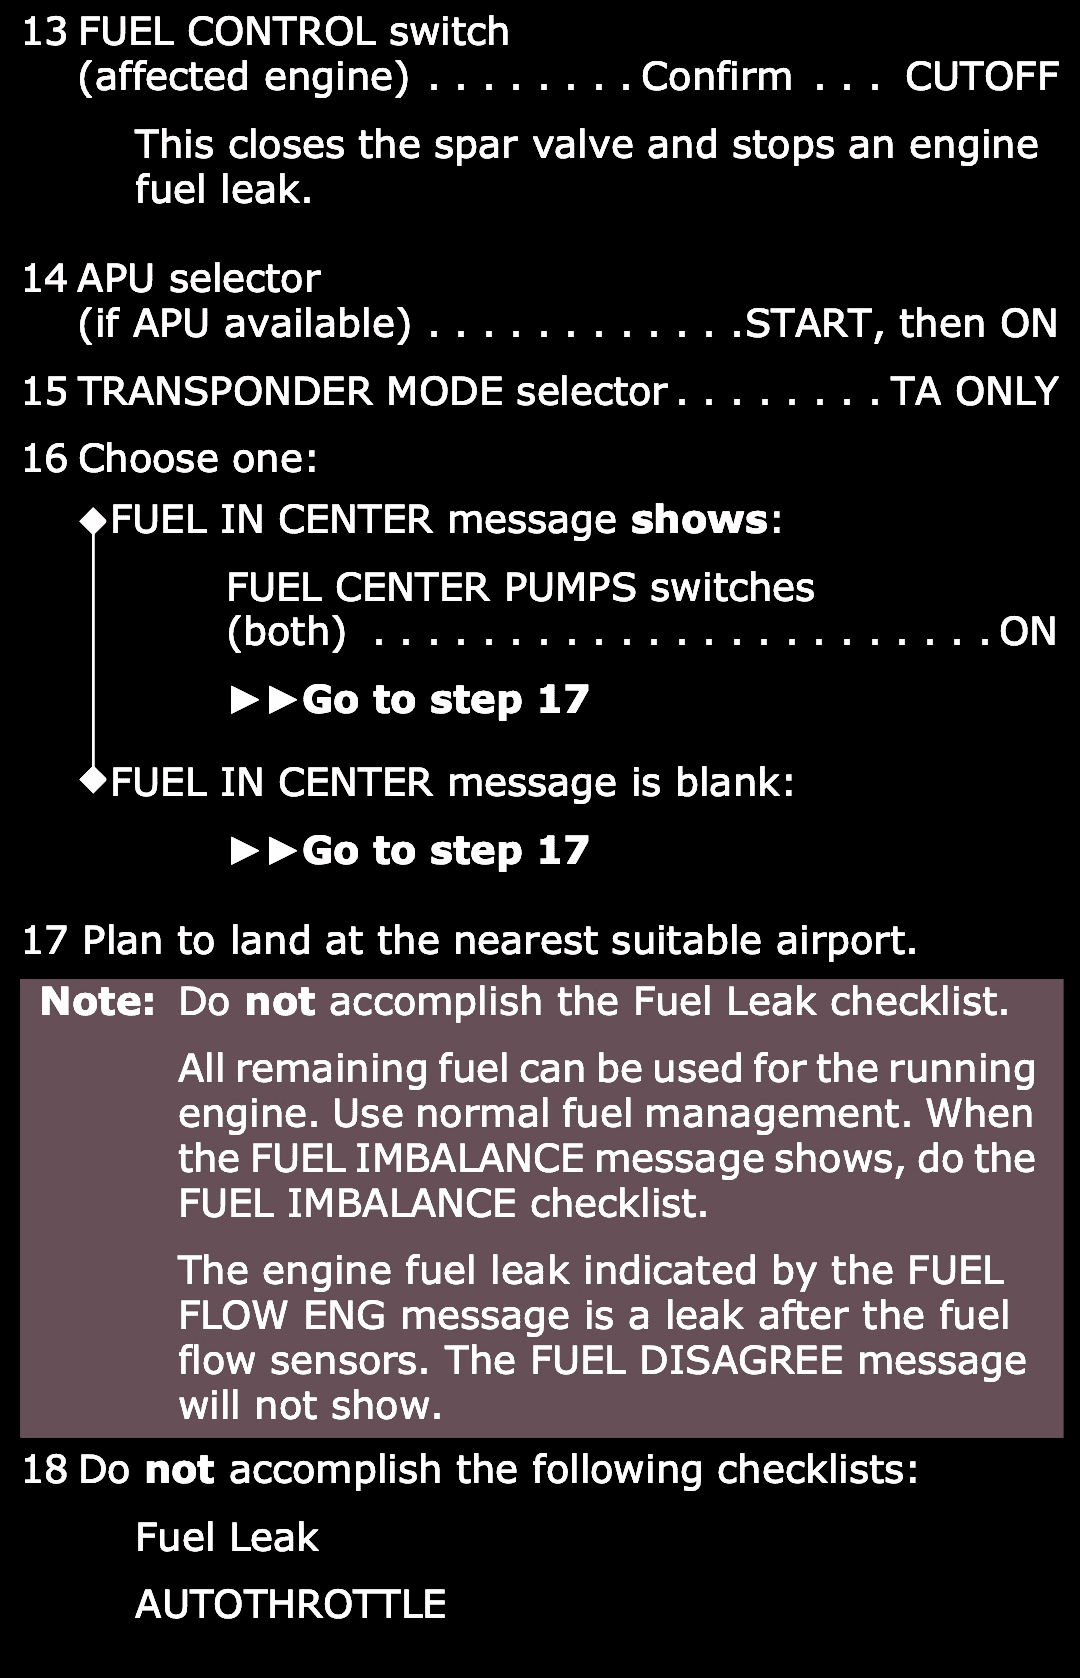 13 FUEL CONTROL switch
(affected engine) . . . . . . . . Confirm . . . CUTOFF
This closes the spar valve and stops an engine
fuel leak.
14 APU selector
(if APU available) . . . . . . . . . . . . START, then ON
15 TRANSPONDER MODE selector . . . . . . . . TA ONLY
16 Choose one:
◆FUEL IN CENTER message shows:
FUEL CENTER PUMPS switches
(both) . . . . . . . . . . . . . . . . . . . . . . . ON
►►Go to step 17
◆FUEL IN CENTER message is blank:
►►Go to step 17
17 Plan to land at the nearest suitable airport.
Note: Do not accomplish the Fuel Leak checklist.
All remaining fuel can be used for the running
engine. Use normal fuel management. When
the FUEL IMBALANCE message shows, do the
FUEL IMBALANCE checklist.
The engine fuel leak indicated by the FUEL
FLOW ENG message is a leak after the fuel
flow sensors. The FUEL DISAGREE message
will not show.
18 Do not accomplish the following checklists:
Fuel Leak
AUTOTHROTTLE